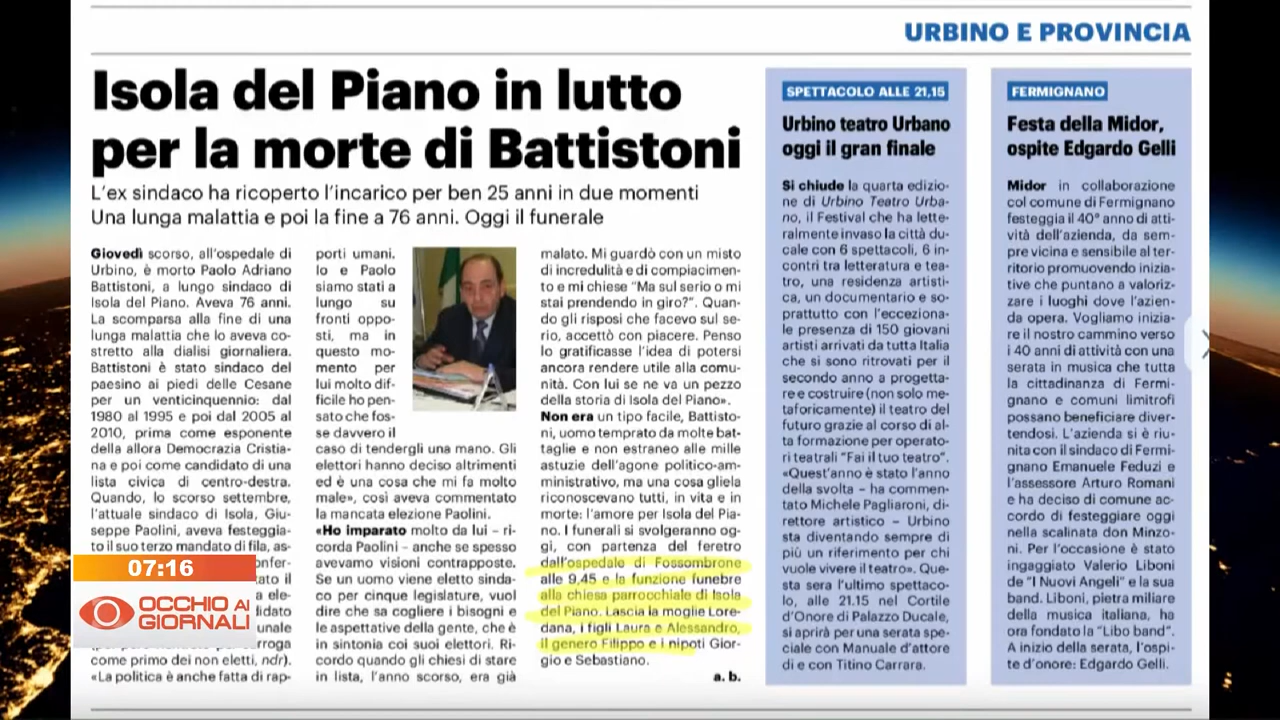 URBINO E PROVINCIA
Isola del Piano in lutto
per la morte di Battistoni
L'ex sindaco ha ricoperto l'incarico per ben 25 anni in due momenti
Una lunga malattia e poi la fine a 76 anni. Oggi il funerale
Giovedì scorso, all'ospedale di
Urbino, è morto Paolo Adriano
Battistoni, a lungo sindaco di
Isola del Piano. Aveva 76 anni.
La scomparsa alla fine di una
lunga malattia che lo aveva co-
stretto alla dialisi giornaliera.
Battistoni è stato sindaco del
paesino ai piedi delle Cesane
per un venticinquennio: dal
1980 al 1995 e poi dal 2005 al
2010, prima come esponente
della allora Democrazia Cristia-
na e poi come candidato di una
lista civica di centro-destra.
Quando, lo scorso settembre,
l'attuale sindaco di Isola, Giu-
seppe Paolini, aveva festeggia-
to il suo terzo mandato di fila, as-
come primo dei non eletti, ndr).
«La politica è anche fatta di rap-
porti umani.
Io e Paolo
siamo stati a
lungo su
fronti oppo-
sti, ma in
questo mo-
mento per
lui molto dif-
ficile ho pen-
sato che fos-
se davvero il
caso di tendergli una mano. Gli
elettori hanno deciso altrimenti
ed è una cosa che mi fa molto
male», così aveva commentato
la mancata elezione Paolini.
«Ho imparato molto da lui – ri-
corda Paolini – anche se spesso
avevamo visioni contrapposte.
Se un uomo viene eletto sinda-
co per cinque legislature, vuol
dire che sa cogliere i bisogni e
le aspettative della gente, che è
in sintonia coi suoi elettori. Ri-
cordo quando gli chiesi di stare
in lista, l'anno scorso, era già
malato. Mi guardò con un misto
di incredulità e di compiacimen-
to e mi chiese “Ma sul serio o mi
stai prendendo in giro?”. Quan-
do gli risposi che facevo sul se-
rio, accettò con piacere. Penso
lo gratificasse l'idea di potersi
ancora rendere utile alla comu-
nità. Con lui se ne va un pezzo
della storia di Isola del Piano».
Non era un tipo facile, Battisto-
ni, uomo temprato da molte bat-
taglie e non estraneo alle mille
astuzie dell'agone politico-am-
ministrativo, ma una cosa gliela
riconoscevano tutti, in vita e in
morte: l'amore per Isola del Pia-
no. I funerali si svolgeranno og-
gi, con partenza del feretro
dall'ospedale di Fossombrone
alle 9,45 e la funzione funebre
alla chiesa parrocchiale di Isola
del Piano. Lascia la moglie Lore-
dana, i figli Laura e Alessandro,
il genero Filippo e i nipoti Gior-
gio e Sebastiano.
a. b.
SPETTACOLO ALLE 21,15
Urbino teatro Urbano
oggi il gran finale
Si chiude la quarta edizio-
ne di Urbino Teatro Urba-
no, il Festival che ha lette-
ralmente invaso la città du-
cale con 6 spettacoli, 6 in-
contri tra letteratura e tea-
tro, una residenza artisti-
ca, un documentario e so-
prattutto con l'ecceziona-
le presenza di 150 giovani
artisti arrivati da tutta Italia
che si sono ritrovati per il
secondo anno a progetta-
re e costruire (non solo me-
taforicamente) il teatro del
futuro grazie al corso di al-
ta formazione per operato-
ri teatrali “Fai il tuo teatro”.
«Quest'anno è stato l'anno
della svolta – ha commen-
tato Michele Pagliaroni, di-
rettore artistico – Urbino
sta diventando sempre di
più un riferimento per chi
vuole vivere il teatro». Que-
sta sera l'ultimo spettaco-
lo, alle 21.15 nel Cortile
d'Onore di Palazzo Ducale,
si aprirà per una serata spe-
ciale con Manuale d'attore
di e con Titino Carrara.
FERMIGNANO
Festa della Midor,
ospite Edgardo Gelli
Midor in collaborazione
col comune di Fermignano
festeggia il 40° anno di atti-
vità dell'azienda, da sem-
pre vicina e sensibile al ter-
ritorio promuovendo inizia-
tive che puntano a valoriz-
zare i luoghi dove l'azien-
da opera. Vogliamo inizia-
re il nostro cammino verso
i 40 anni di attività con una
serata in musica che tutta
la cittadinanza di Fermi-
gnano e comuni limitrofi
possano beneficiare diver-
tendosi. L'azienda si è riu-
nita con il sindaco di Fermi-
gnano Emanuele Feduzi e
l'assessore Arturo Romani
e ha deciso di comune ac-
cordo di festeggiare oggi
nella scalinata don Minzo-
ni. Per l'occasione è stato
ingaggiato Valerio Liboni
de “I Nuovi Angeli” e la sua
band. Liboni, pietra miliare
della musica italiana, ha
ora fondato la “Libo band”.
A inizio della serata, l'ospi-
te d'onore: Edgardo Gelli.
07:16
OCCHIO AI
GIORNALI